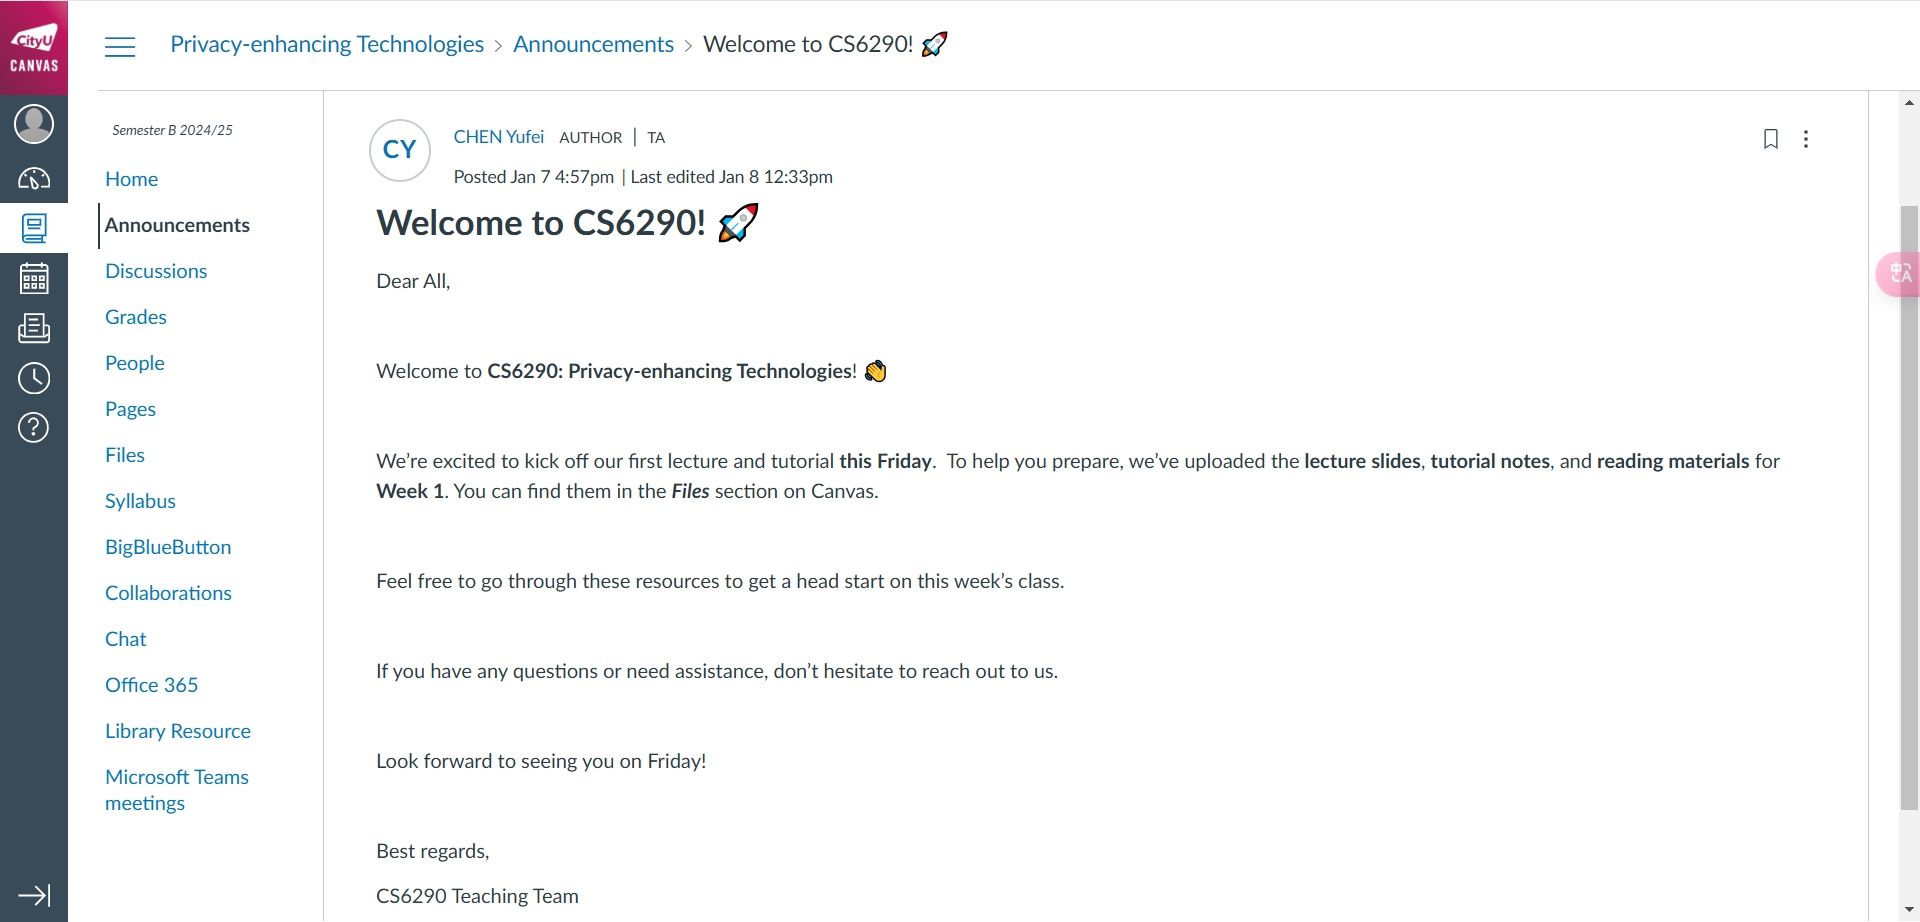 CityU
CANVAS
Privacy-enhancing Technologies > Announcements > Welcome to CS6290! 🚀
Semester B 2024/25
Home
Announcements
Discussions
Grades
People
Pages
Files
Syllabus
BigBlueButton
Collaborations
Chat
Office 365
Library Resource
Microsoft Teams
meetings
CY
CHEN Yufei AUTHOR | TA
Posted Jan 7 4:57pm | Last edited Jan 8 12:33pm
Welcome to CS6290! 🚀
Dear All,
Welcome to CS6290: Privacy-enhancing Technologies! 👋
We’re excited to kick off our first lecture and tutorial this Friday. To help you prepare, we’ve uploaded the lecture slides, tutorial notes, and reading materials for
Week 1. You can find them in the Files section on Canvas.
Feel free to go through these resources to get a head start on this week’s class.
If you have any questions or need assistance, don’t hesitate to reach out to us.
Look forward to seeing you on Friday!
Best regards,
CS6290 Teaching Team
中A